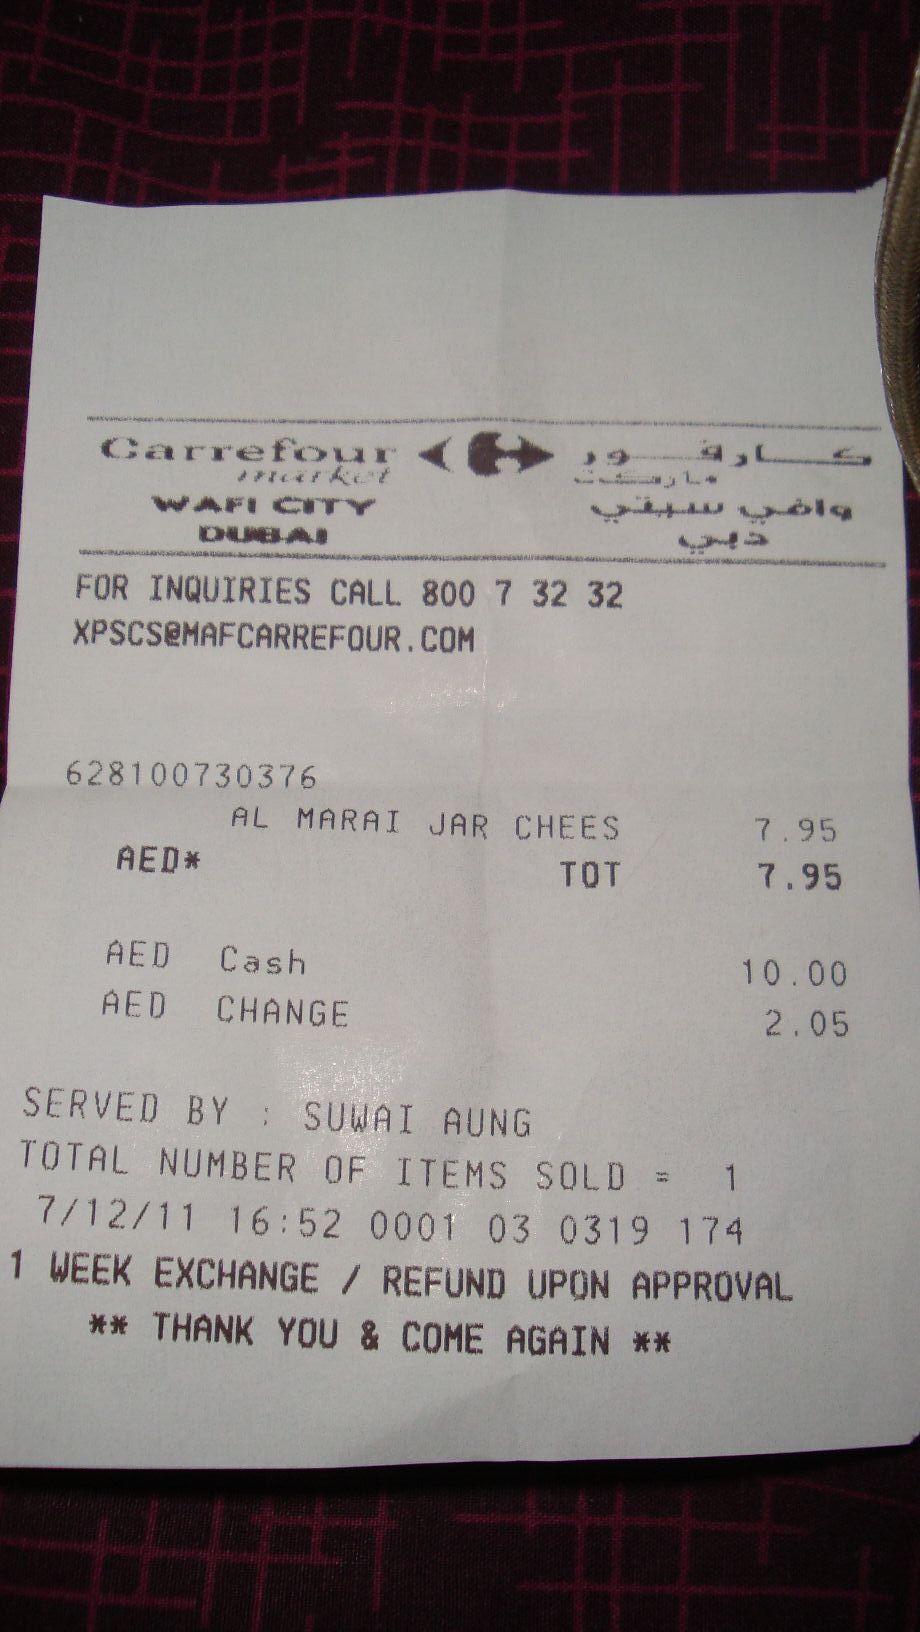 Carrefour كارفور
market ماركت
WAFI CITY وافي سيتي
DUBAI دبي
FOR INQUIRIES CALL 800 7 32 32
XPSCS@MAFCARREFOUR.COM
628100730376
AL MARAI JAR CHEES 7.95
AED* TOT 7.95
AED Cash 10.00
AED CHANGE 2.05
SERVED BY : SUWAI AUNG
TOTAL NUMBER OF ITEMS SOLD = 1
7/12/11 16:52 0001 03 0319 174
1 WEEK EXCHANGE / REFUND UPON APPROVAL
** THANK YOU & COME AGAIN **